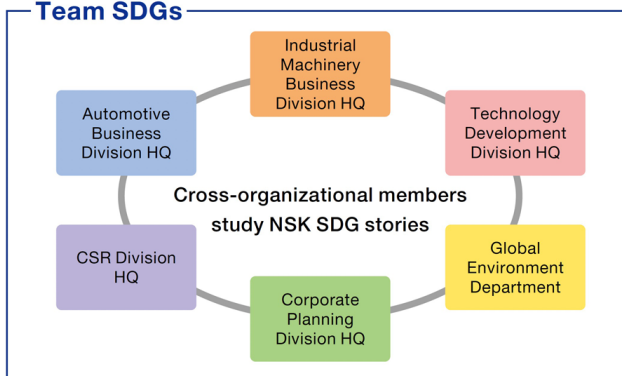 Team SDGs
Industrial
Machinery
Business
Division HQ
Automotive
Business
Division HQ
Technology
Development
Division HQ
Cross-organizational members
study NSK SDG stories
CSR Division
HQ
Global
Environment
Department
Corporate
Planning
Division HQ